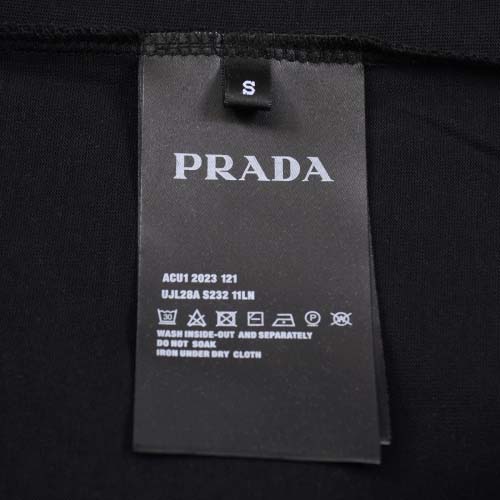 S
PRADA
ACU1 2023 121
UJL28A S232 11LN
30
P
W
WASH INSIDE-OUT AND SEPARATELY
DO NOT SOAK
IRON UNDER DRY CLOTH